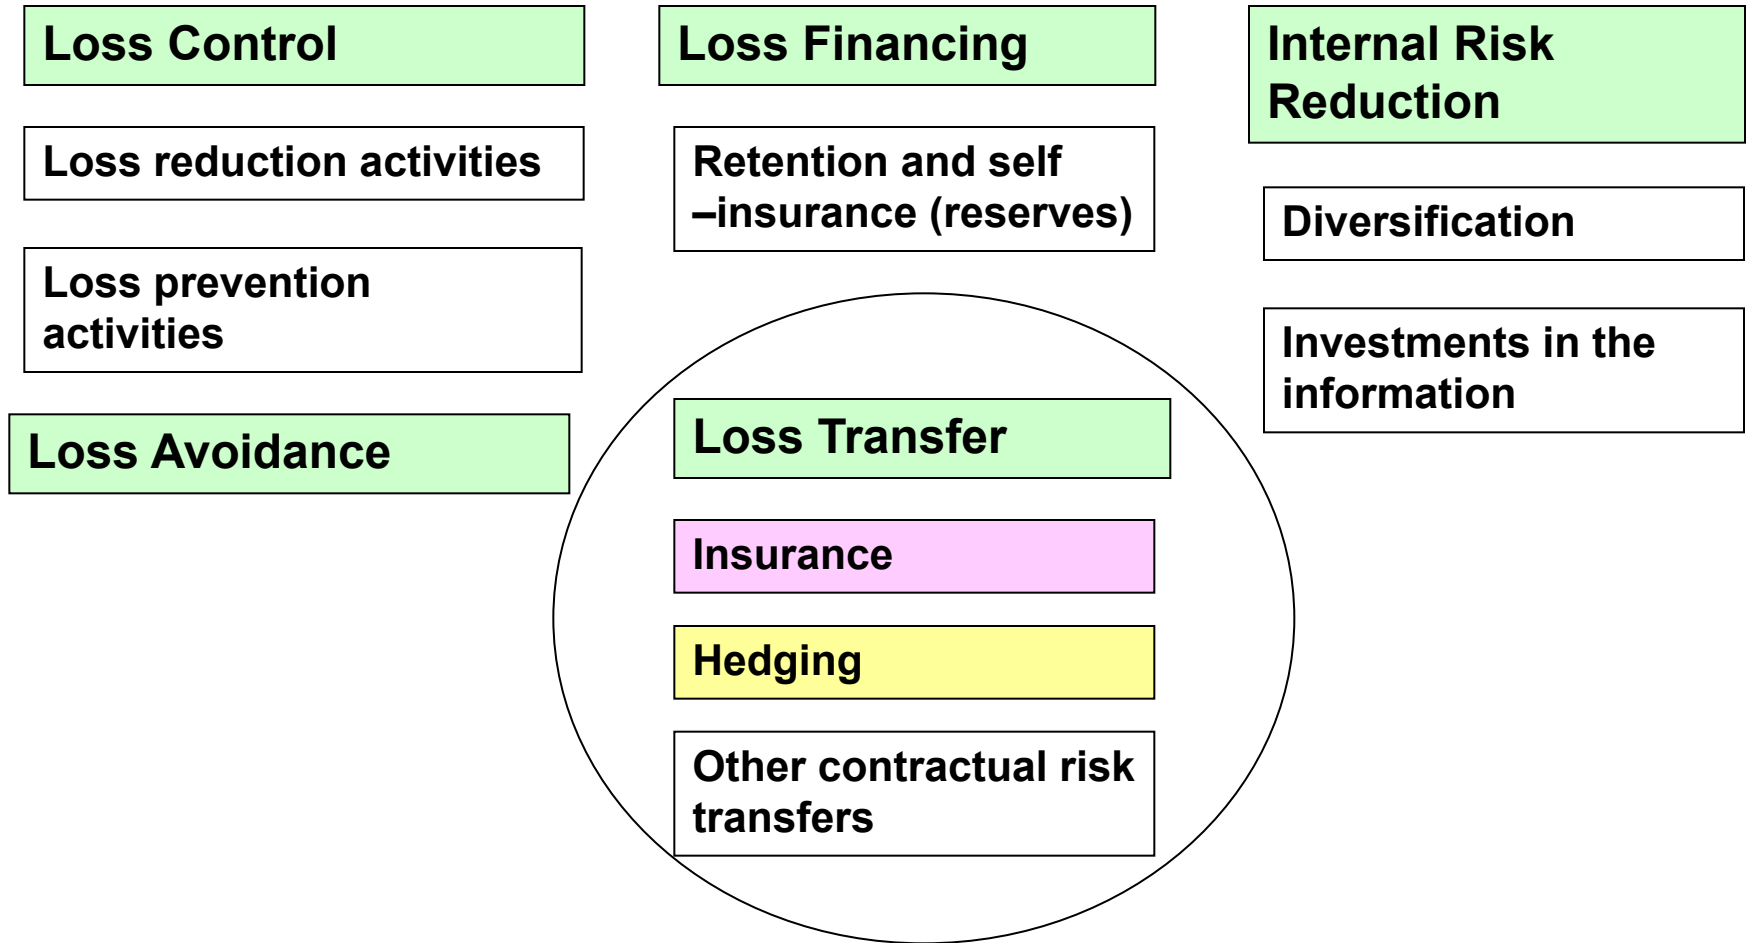 Loss Control
Loss reduction activities
Loss prevention
activities
Loss Avoidance
Loss Financing
Retention and self
–insurance (reserves)
Loss Transfer
Insurance
Hedging
Other contractual risk
transfers
Internal Risk
Reduction
Diversification
Investments in the
information